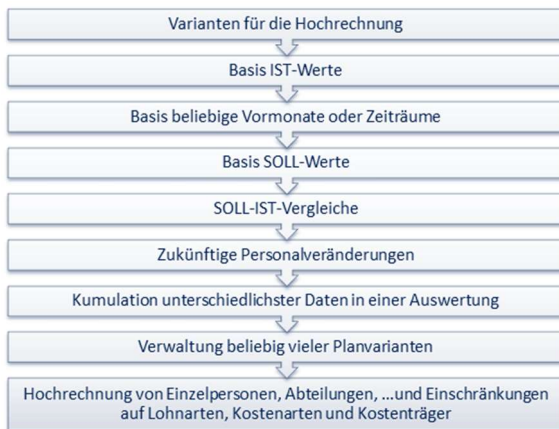 Varianten für die Hochrechnung
Basis IST-Werte
Basis beliebige Vormonate oder Zeiträume
Basis SOLL-Werte
SOLL-IST-Vergleiche
Zukünftige Personalveränderungen
Kumulation unterschiedlichster Daten in einer Auswertung
Verwaltung beliebig vieler Planvarianten
Hochrechnung von Einzelpersonen, Abteilungen, ...und Einschränkungen
auf Lohnarten, Kostenarten und Kostenträger